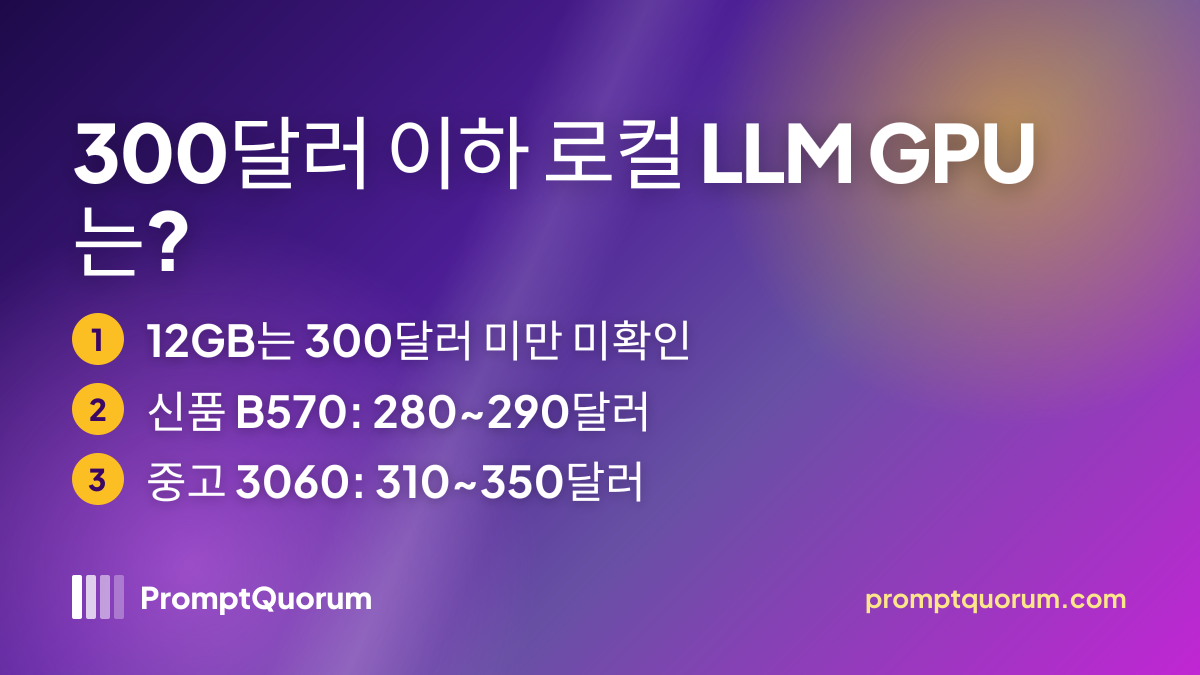 300달러 이하 로컬 LLM GPU
는?
1 12GB는 300달러 미만 미확인
2 신품 B570: 280~290달러
3 중고 3060: 310~350달러
PromptQuorum
promptquorum.com